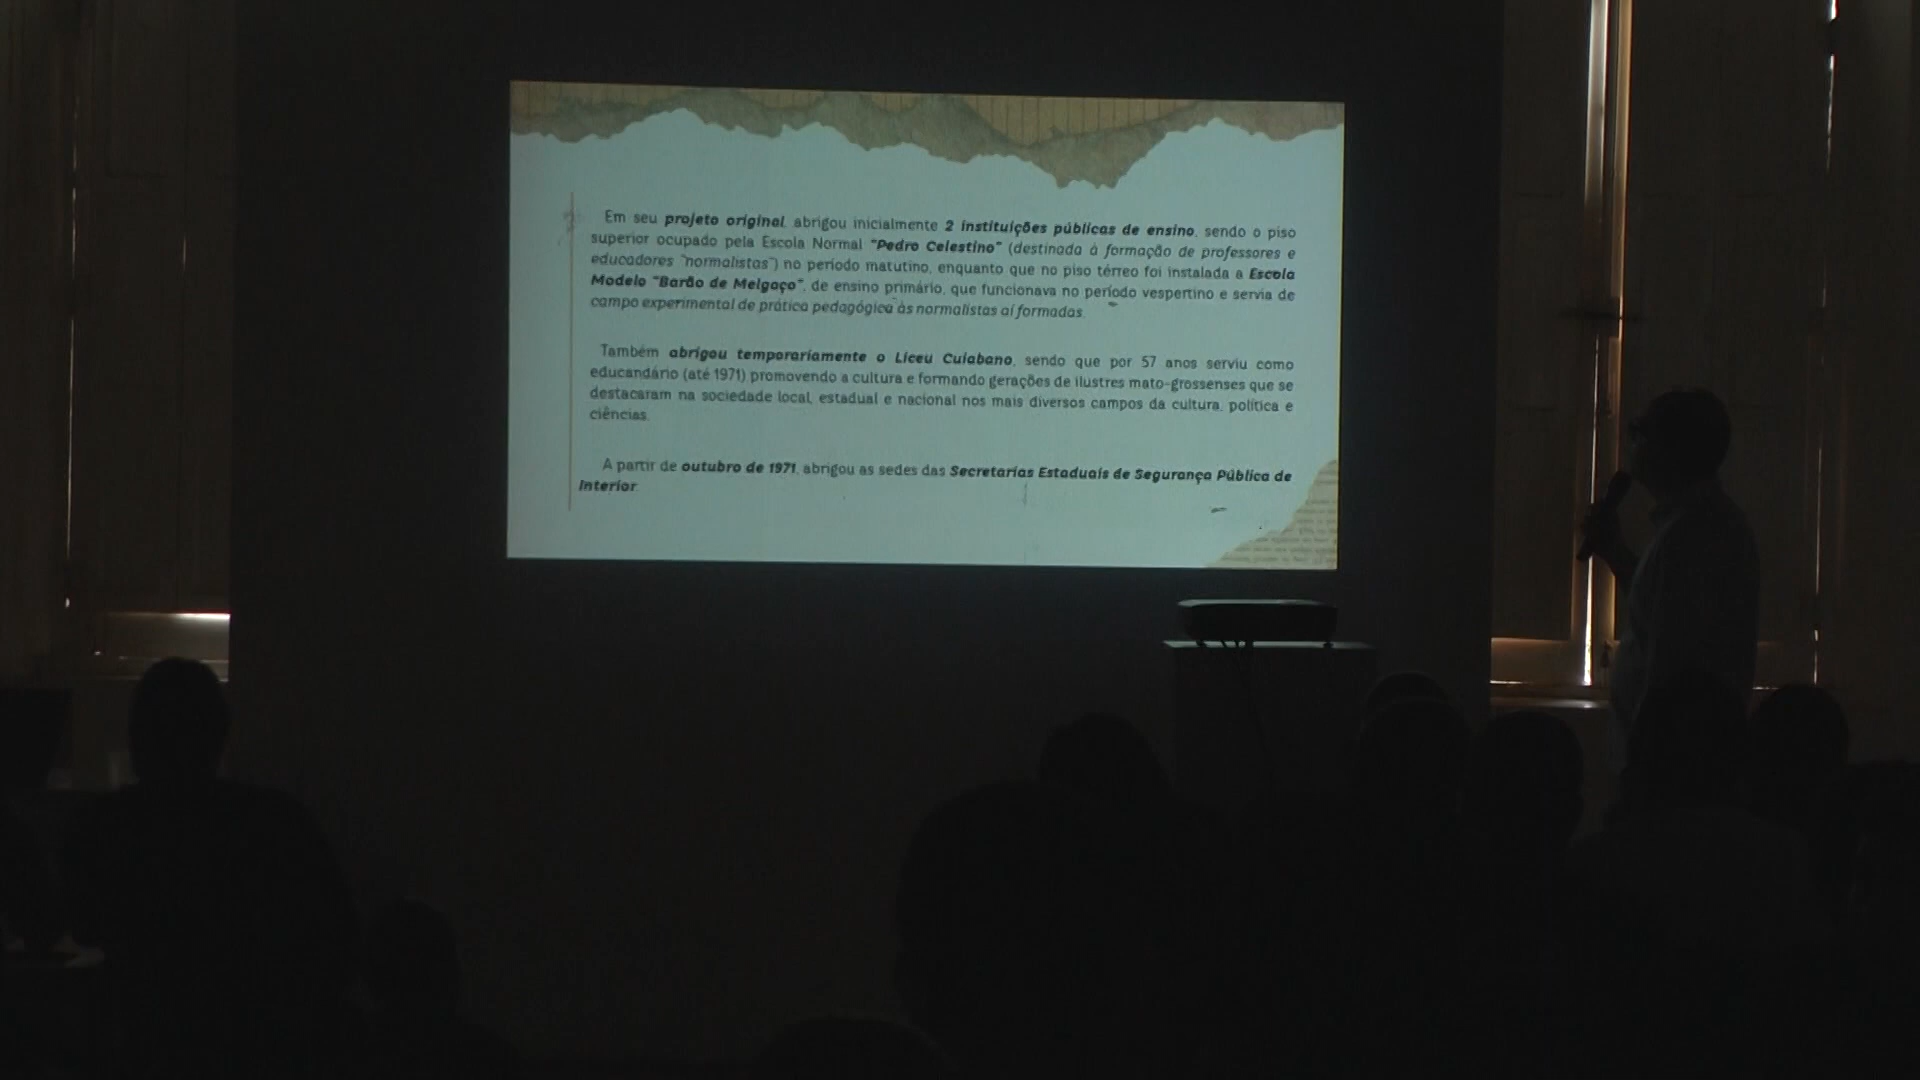 Em seu projeto original, abrigou inicialmente 2 instituições públicas de ensino, sendo o piso
superior ocupado pela Escola Normal "Pedro Celestino" (destinada à formação de professores e
educadores "normalistas") no período matutino, enquanto que no piso térreo foi instalada a Escola
Modelo "Barão de Melgaço", de ensino primário, que funcionava no período vespertino e servia de
campo experimental de prática pedagógica às normalistas aí formadas.
Também abrigou temporariamente o Liceu Cuiabano, sendo que por 57 anos serviu como
educandário (até 1971) promovendo a cultura e formando gerações de ilustres mato-grossenses que se
destacaram na sociedade local, estadual e nacional nos mais diversos campos da cultura, política e
ciências.
A partir de outubro de 1971, abrigou as sedes das Secretarias Estaduais de Segurança Pública de
Interior.